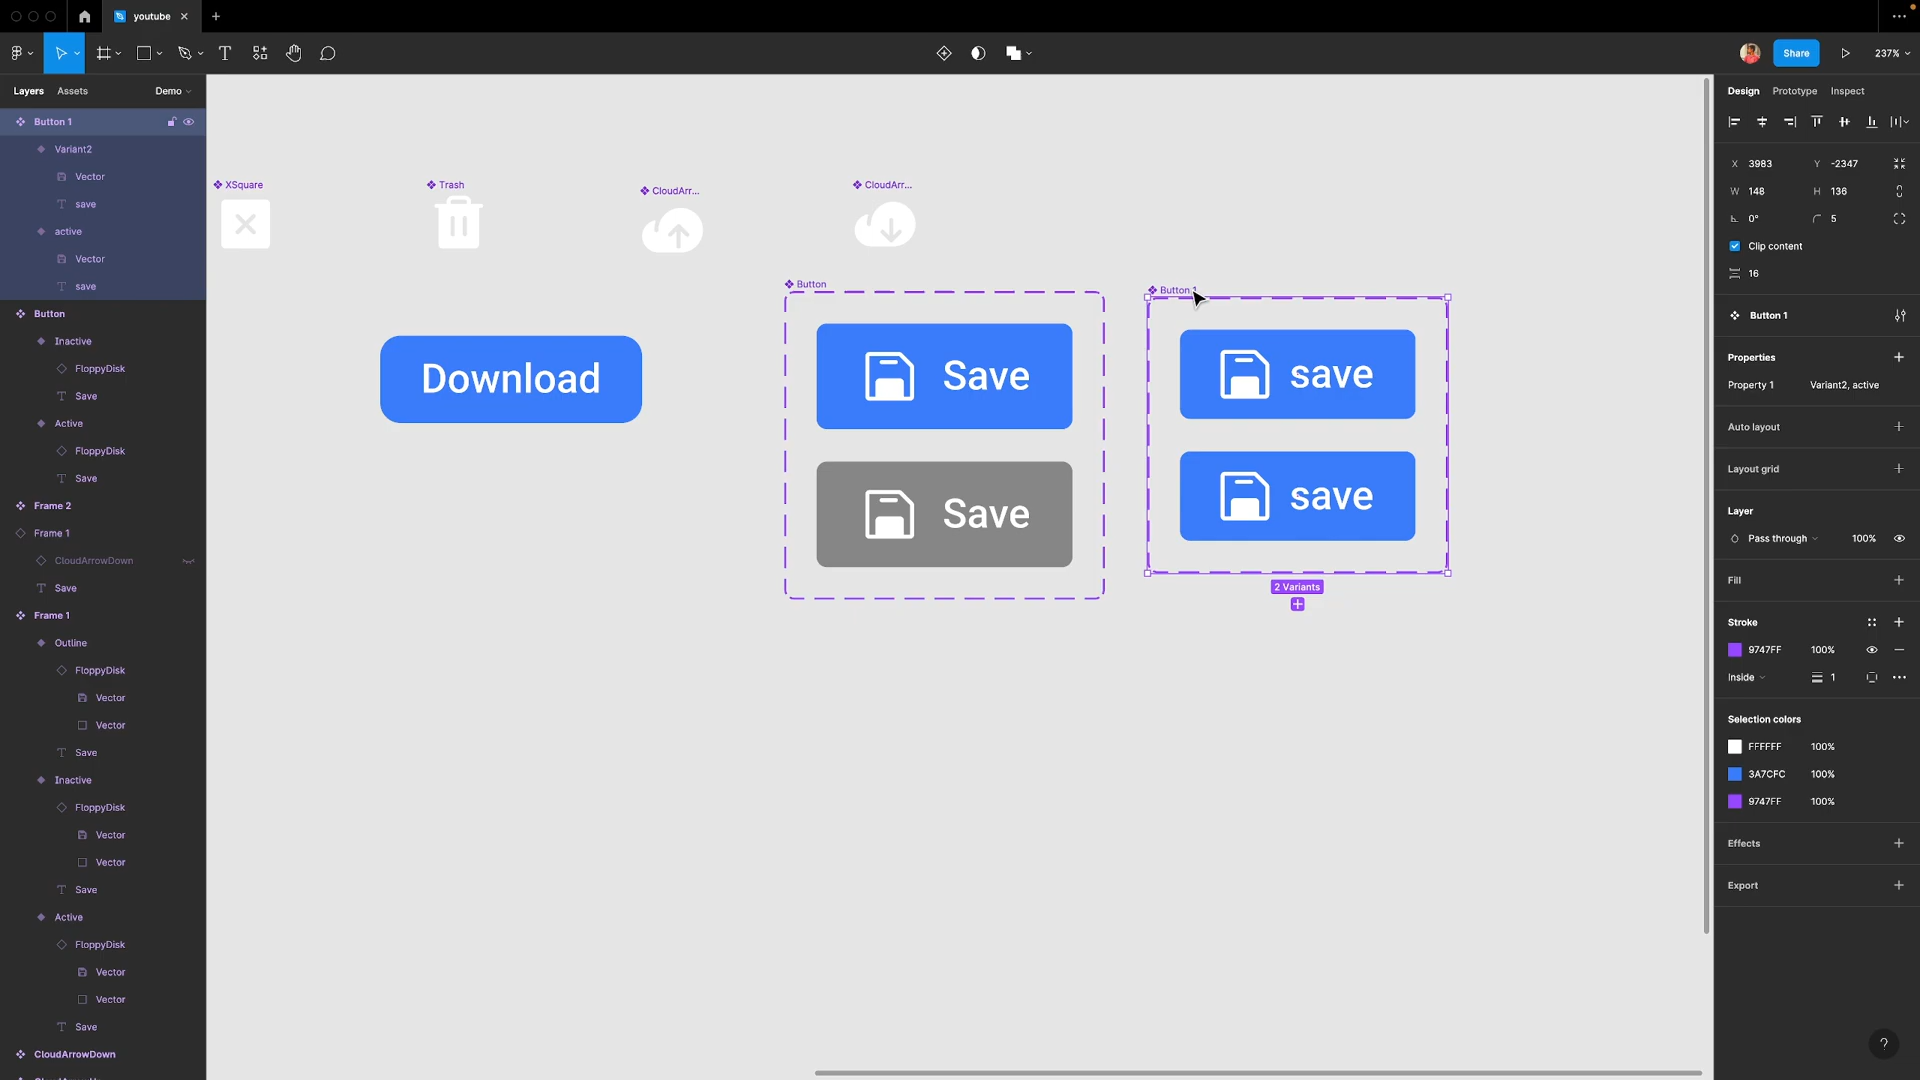 youtube
Share
237%
Layers
Assets
Demo
Button 1
Variant2
Vector
save
active
Vector
save
Button
Inactive
FloppyDisk
Save
Active
FloppyDisk
Save
Frame 2
Frame 1
CloudArrowDown
Save
Frame 1
Outline
FloppyDisk
Vector
Vector
Save
Inactive
FloppyDisk
Vector
Vector
Save
Active
FloppyDisk
Vector
Vector
Save
CloudArrowDown
XSquare
Trash
CloudArr...
CloudArr...
Download
Button
Save
Save
Button 1
save
save
2 Variants
Design
Prototype
Inspect
X 3983
Y -2347
W 148
H 136
0°
5
Clip content
16
Button 1
Properties
Property 1
Variant2, active
Auto layout
Layout grid
Layer
Pass through
100%
Fill
Stroke
9747FF
100%
Inside
1
Selection colors
FFFFFF
100%
3A7CFC
100%
9747FF
100%
Effects
Export
?